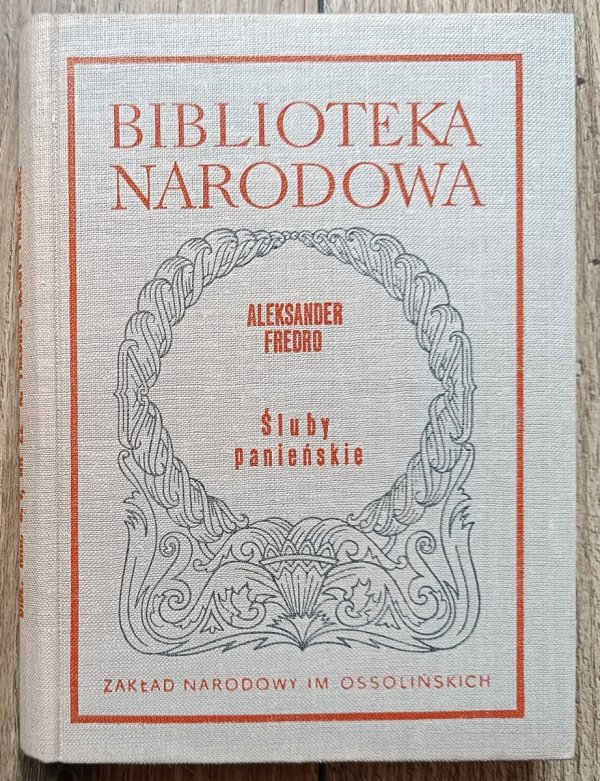 BIBLIOTEKA
NARODOWA
ALEKSANDER
FREDRO
Śluby
panieńskie
ZAKŁAD NARODOWY IM OSSOLIŃSKICH